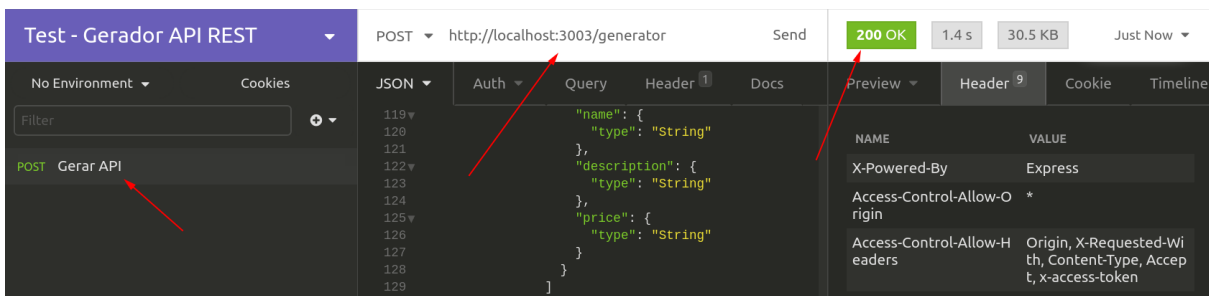 Test - Gerador API REST
POST http://localhost:3003/generator Send
200 OK 1.4 s 30.5 KB Just Now
No Environment Cookies
JSON Auth Query Header 1 Docs
Preview Header 9 Cookie Timeline
Filter
POST Gerar API
119 "name": {
120 "type": "String"
121 },
122 "description": {
123 "type": "String"
124 },
125 "price": {
126 "type": "String"
127 }
128 }
129 ]
NAME VALUE
X-Powered-By Express
Access-Control-Allow-O *
rigin
Access-Control-Allow-H Origin, X-Requested-Wi
eaders th, Content-Type, Accep
t, x-access-token